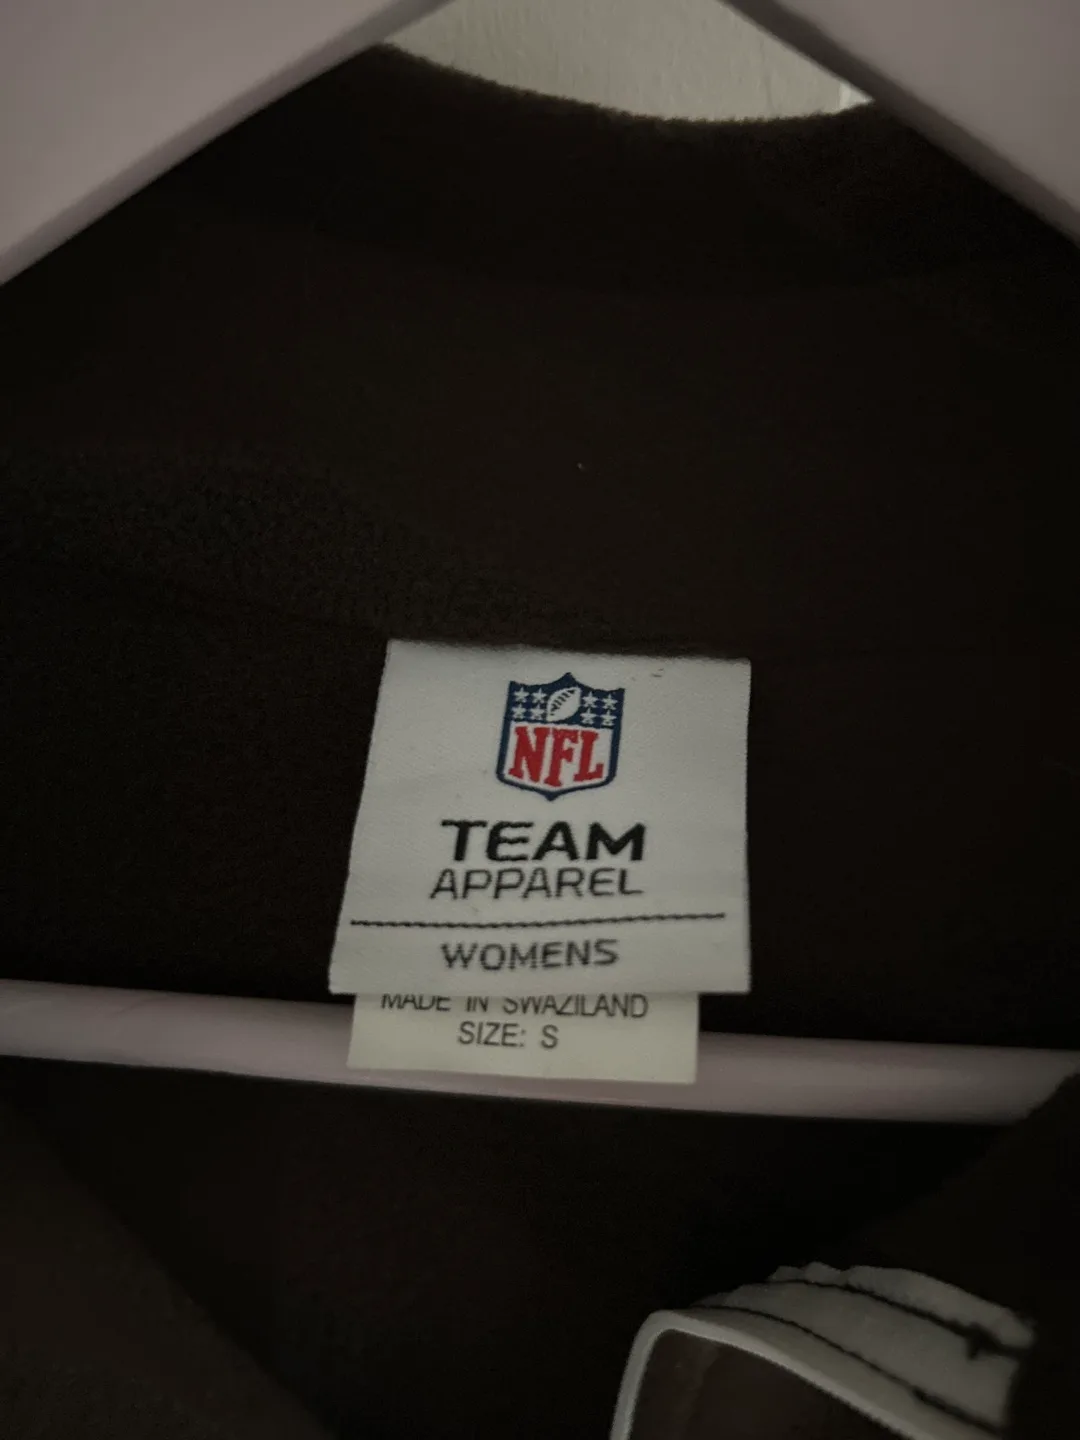 NFL
TEAM
APPAREL
WOMENS
MADE IN SWAZILAND
SIZE: S